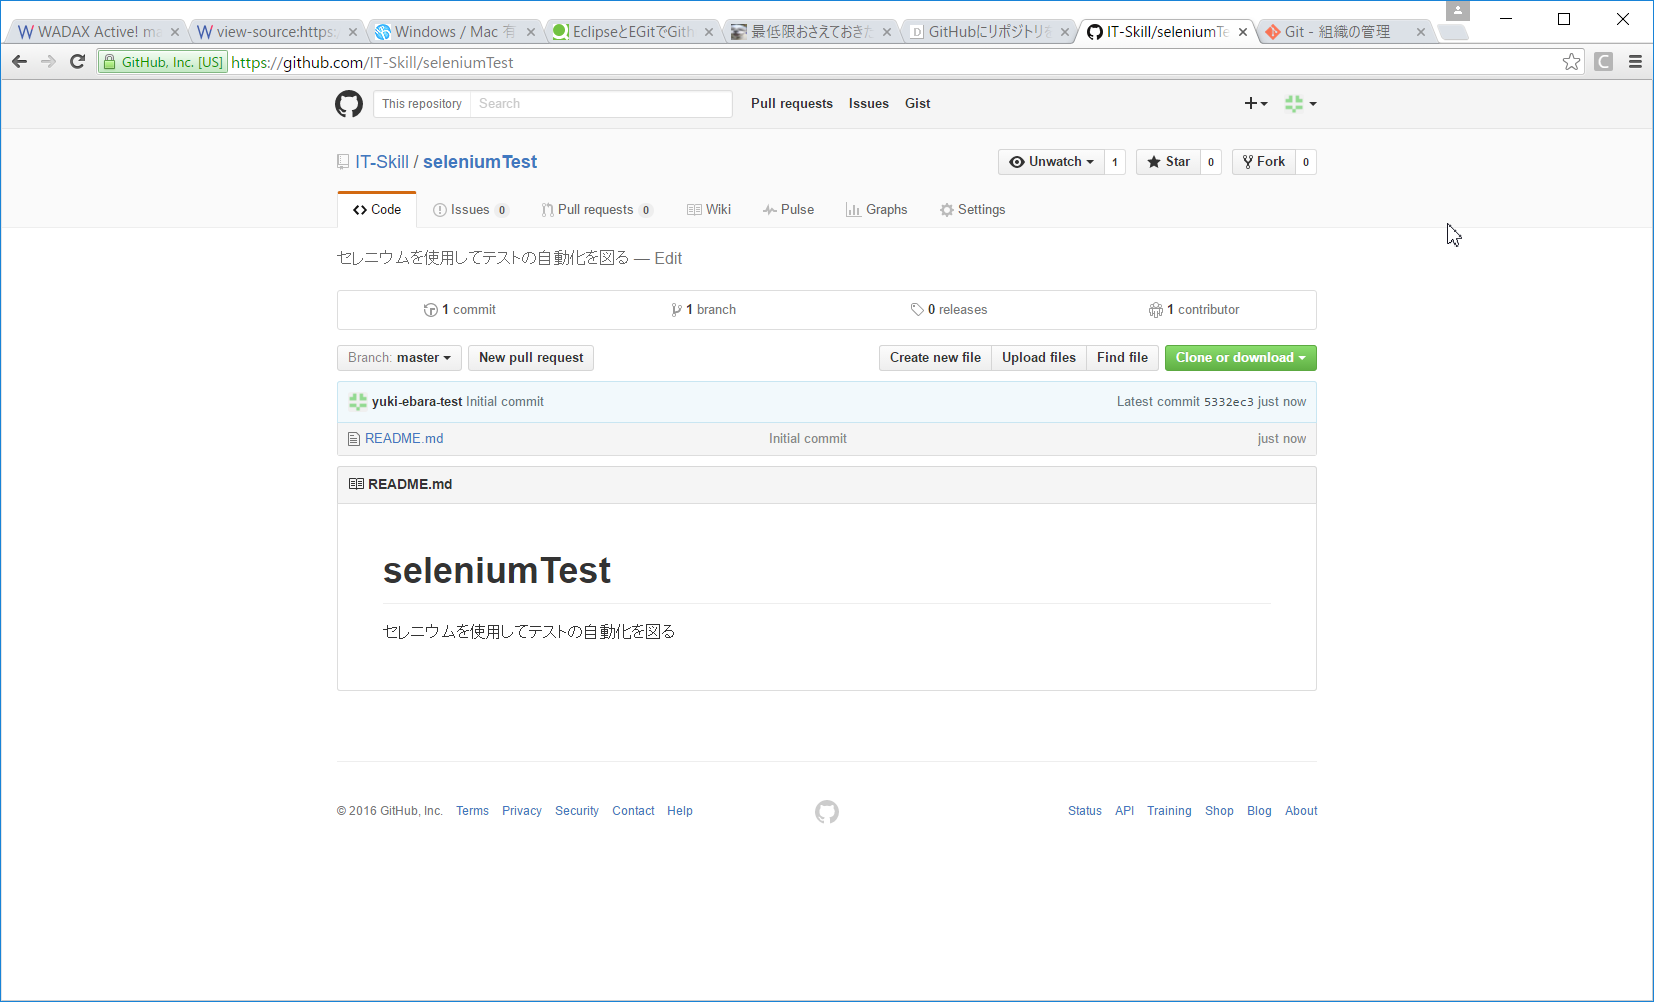 WADAX Active! ma
view-source:https:
Windows / Mac 有
EclipseとEGitでGith
最低限おさえておきた
GitHubにリポジトリを
IT-Skill/seleniumTe
Git - 組織の管理
GitHub, Inc. [US] https://github.com/IT-Skill/seleniumTest
C
This repository Search Pull requests Issues Gist
IT-Skill / seleniumTest
Unwatch 1 Star 0 Fork 0
Code Issues 0 Pull requests 0 Wiki Pulse Graphs Settings
セレニウムを使用してテストの自動化を図る — Edit
1 commit 1 branch 0 releases 1 contributor
Branch: master New pull request Create new file Upload files Find file Clone or download
yuki-ebara-test Initial commit Latest commit 5332ec3 just now
README.md Initial commit just now
README.md
seleniumTest
セレニウムを使用してテストの自動化を図る
© 2016 GitHub, Inc. Terms Privacy Security Contact Help Status API Training Shop Blog About